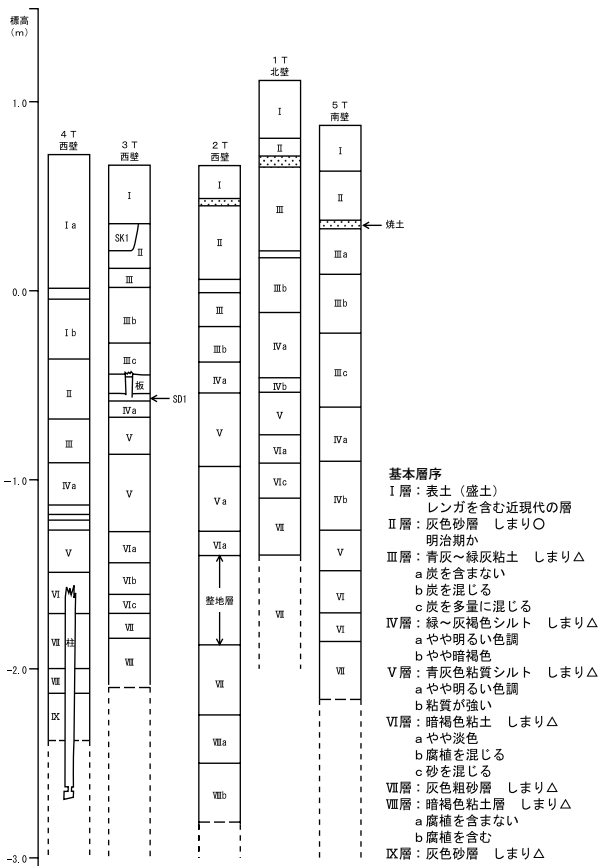 標高
(m)
1.0
0.0
−1.0
−2.0
−3.0
4T
西壁
Ⅰa
Ⅰb
Ⅱ
Ⅲ
Ⅳa
Ⅴ
Ⅵ
Ⅶ
柱
Ⅷ
Ⅸ
3T
西壁
Ⅰ
SK1
Ⅱ
Ⅲ
Ⅲb
Ⅲc
板
SD1
Ⅳa
Ⅴ
Ⅴ
Ⅵa
Ⅵb
Ⅵc
Ⅶ
Ⅷ
2T
西壁
Ⅰ
Ⅱ
Ⅲ
Ⅲb
Ⅳa
Ⅴ
Ⅴa
Ⅵa
整地層
Ⅶ
Ⅷa
Ⅷb
1T
北壁
Ⅰ
Ⅱ
Ⅲ
Ⅲb
Ⅳa
Ⅳb
Ⅴ
Ⅵa
Ⅵc
Ⅶ
Ⅶ
5T
南壁
Ⅰ
Ⅱ
焼土
Ⅲa
Ⅲb
Ⅲc
Ⅳa
Ⅳb
Ⅴ
Ⅵ
Ⅵ
Ⅶ
基本層序
Ⅰ層：表土（盛土）
レンガを含む近現代の層
Ⅱ層：灰色砂層　しまり○
明治期か
Ⅲ層：青灰～緑灰粘土　しまり△
a 炭を含まない
b 炭を混じる
c 炭を多量に混じる
Ⅳ層：緑～灰褐色シルト　しまり△
a やや明るい色調
b やや暗褐色
Ⅴ層：青灰色粘質シルト　しまり△
a やや明るい色調
b 粘質が強い
Ⅵ層：暗褐色粘土　しまり△
a やや淡色
b 腐植を混じる
c 砂を混じる
Ⅶ層：灰色粗砂層　しまり△
Ⅷ層：暗褐色粘土層　しまり△
a 腐植を含まない
b 腐植を含む
Ⅸ層：灰色砂層　しまり△